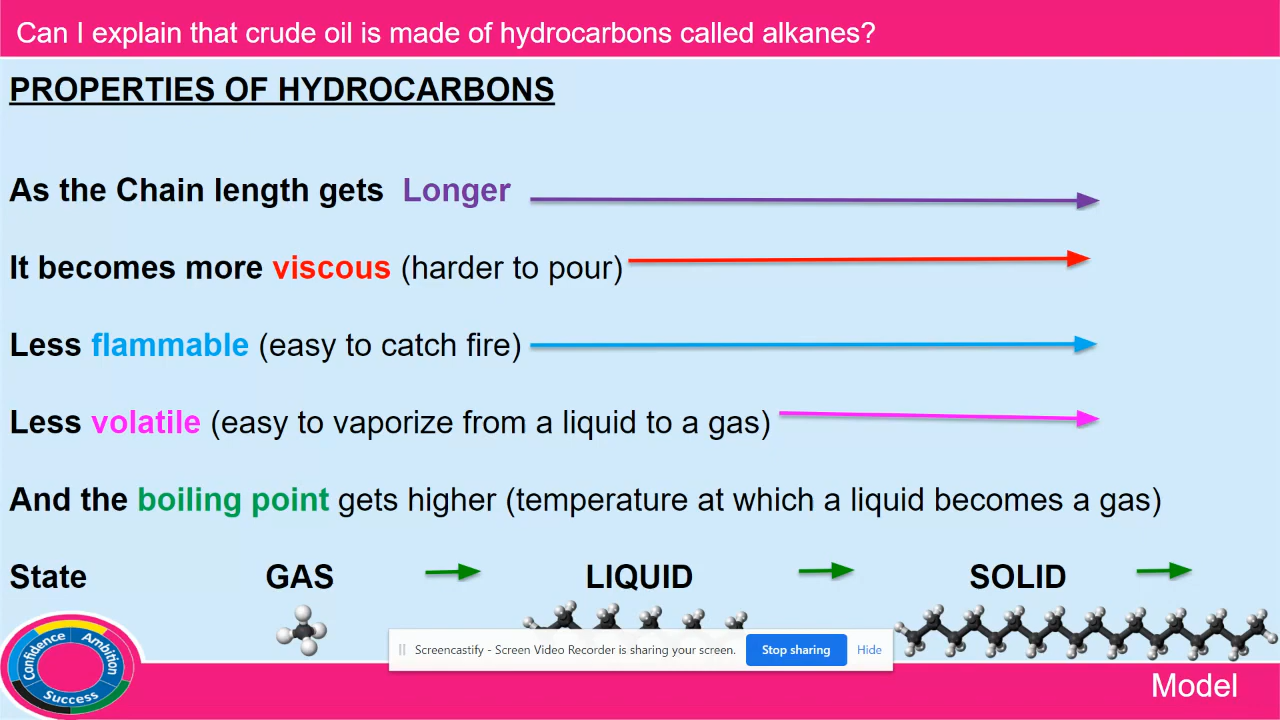 Can I explain that crude oil is made of hydrocarbons called alkanes?
PROPERTIES OF HYDROCARBONS
As the Chain length gets Longer
It becomes more viscous (harder to pour)
Less flammable (easy to catch fire)
Less volatile (easy to vaporize from a liquid to a gas)
And the boiling point gets higher (temperature at which a liquid becomes a gas)
State GAS LIQUID SOLID
Confidence Ambition Success
Screencastify - Screen Video Recorder is sharing your screen. Stop sharing Hide
Model